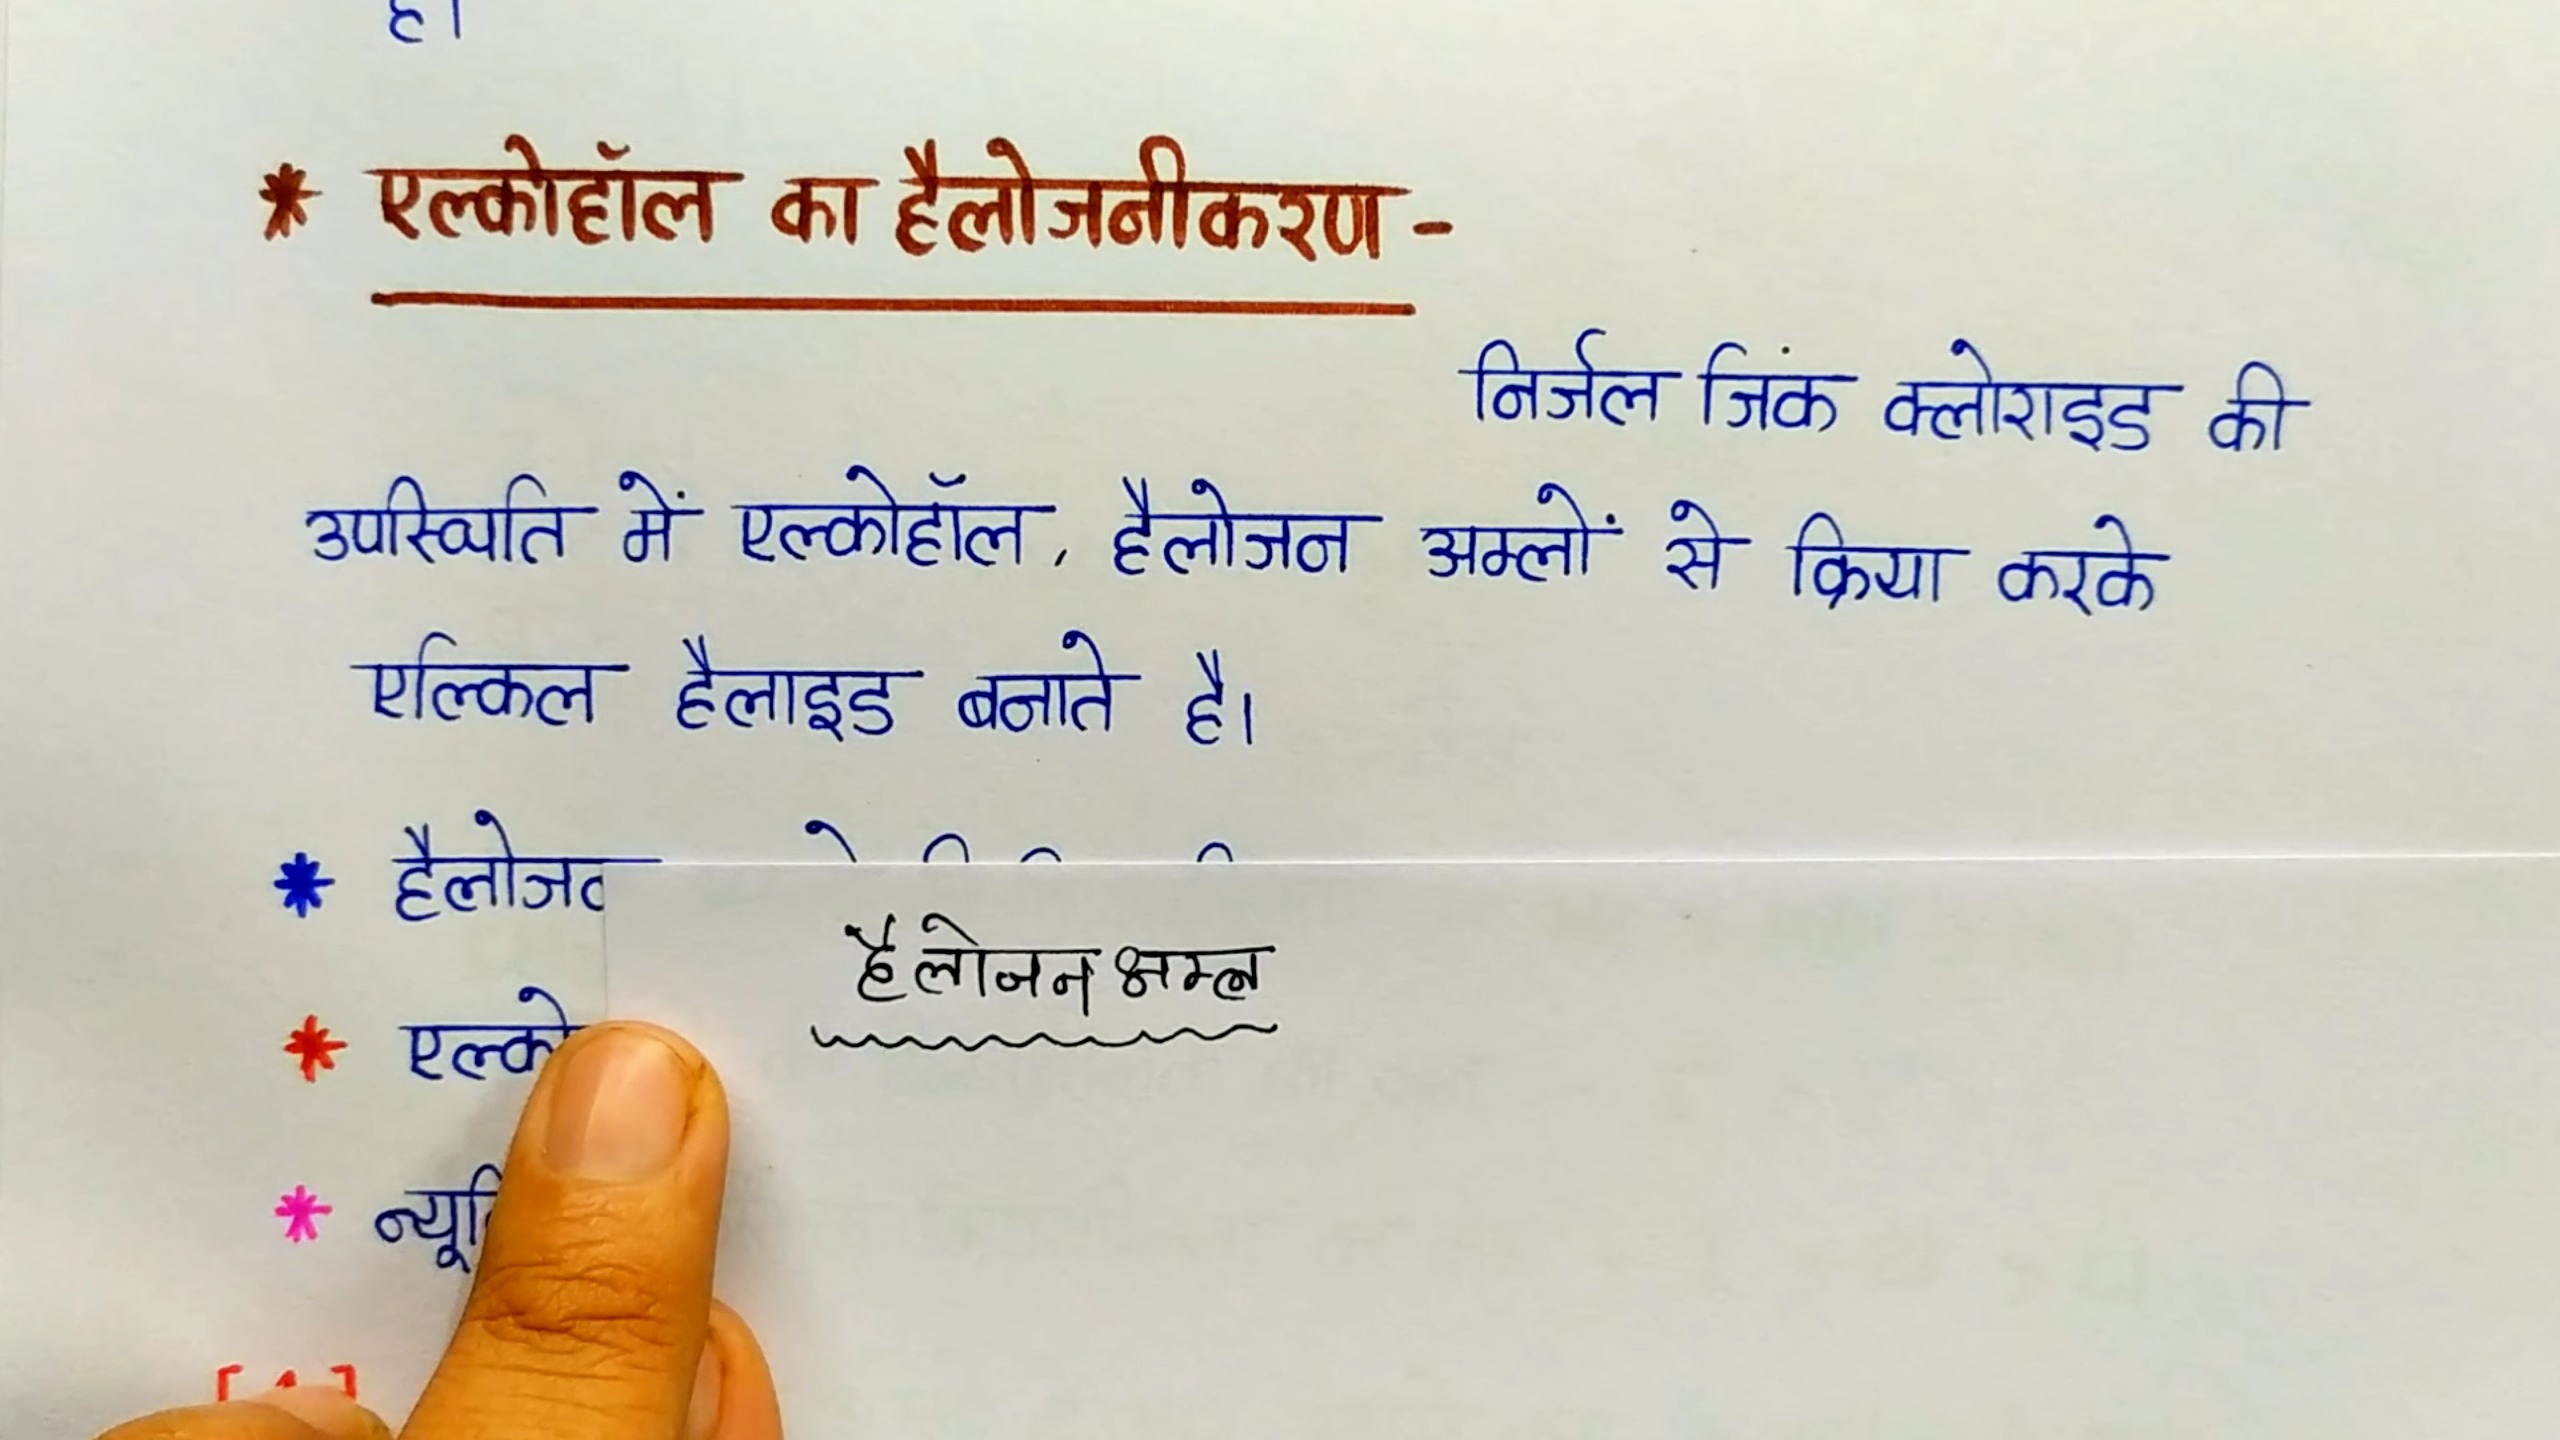 है।
* एल्कोहॉल का हैलोजनीकरण -
निर्जल जिंक क्लोराइड की
उपस्थिति में एल्कोहॉल, हैलोजन अम्लों से क्रिया करके
एल्किल हैलाइड बनाते है।
*
हैलोजन अम्ल
* एल्को
*